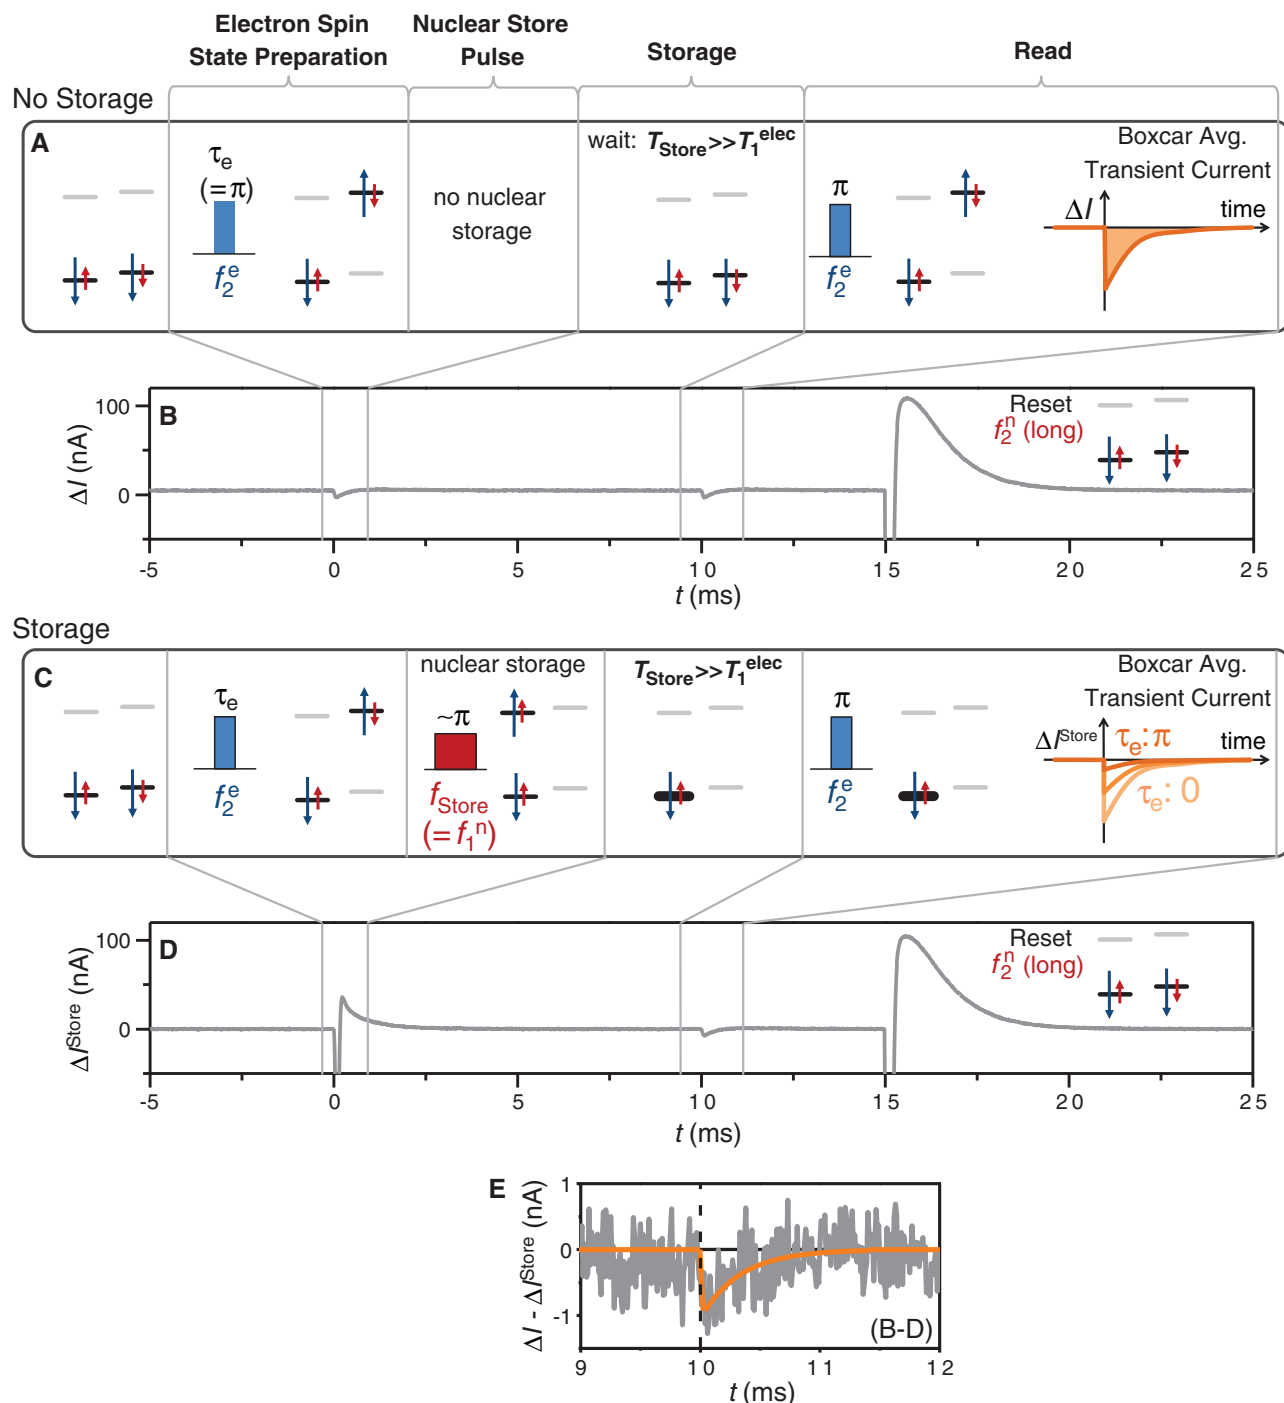 Electron Spin
State Preparation
Nuclear Store
Pulse
Storage
Read
No Storage
A
τe
(=π)
f2e
no nuclear
storage
wait: TStore>>T1elec
π
f2e
Boxcar Avg.
Transient Current
ΔI
time
B
100
0
ΔI (nA)
Reset
f2n (long)
-5
0
5
10
15
20
25
t (ms)
Storage
C
τe
f2e
nuclear storage
~π
fStore
(=f1n)
TStore>>T1elec
π
f2e
Boxcar Avg.
Transient Current
ΔIStore
τe: π
time
τe: 0
D
100
0
ΔIStore (nA)
Reset
f2n (long)
-5
0
5
10
15
20
25
t (ms)
E
1
0
-1
ΔI - ΔIStore (nA)
(B-D)
9
10
11
12
t (ms)